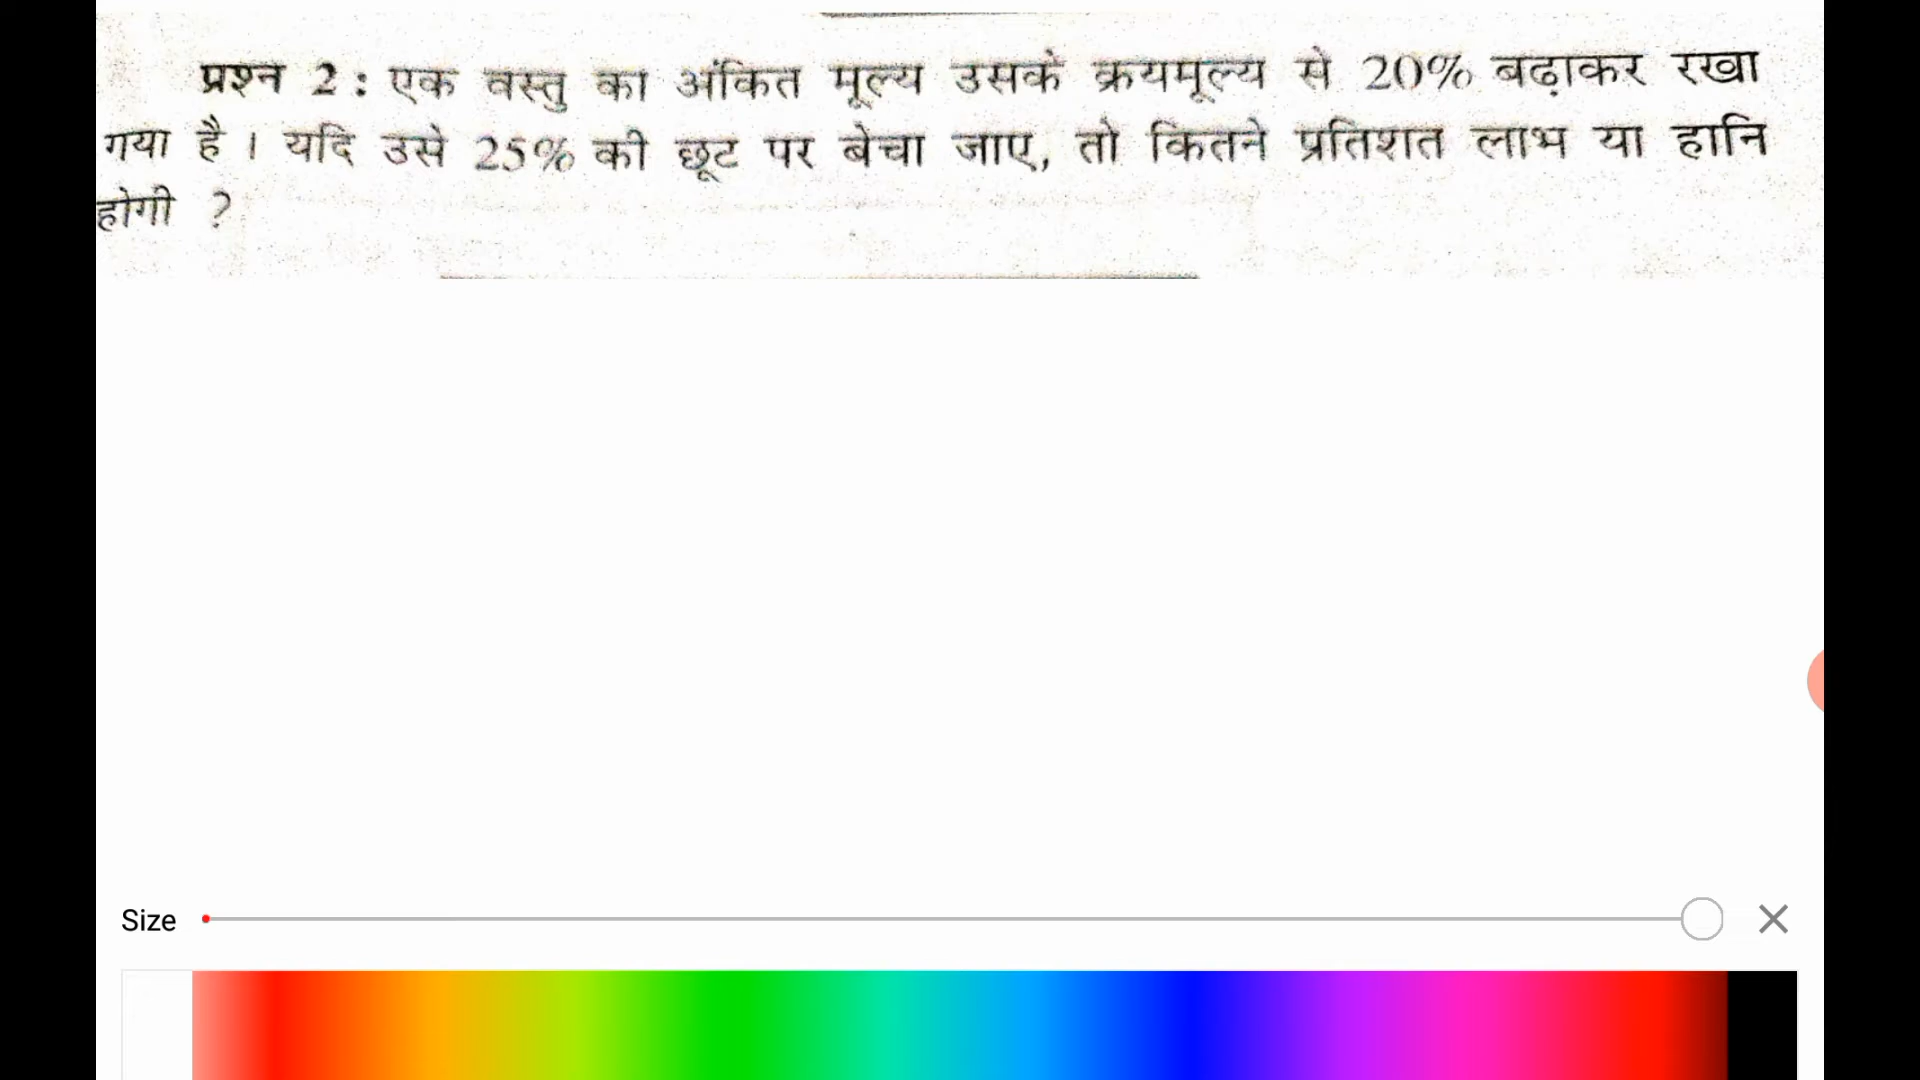 प्रश्न 2 : एक वस्तु का अंकित मूल्य उसके क्रयमूल्य से 20% बढ़ाकर रखा
गया है । यदि उसे 25% की छूट पर बेचा जाए, तो कितने प्रतिशत लाभ या हानि
होगी ?
Size